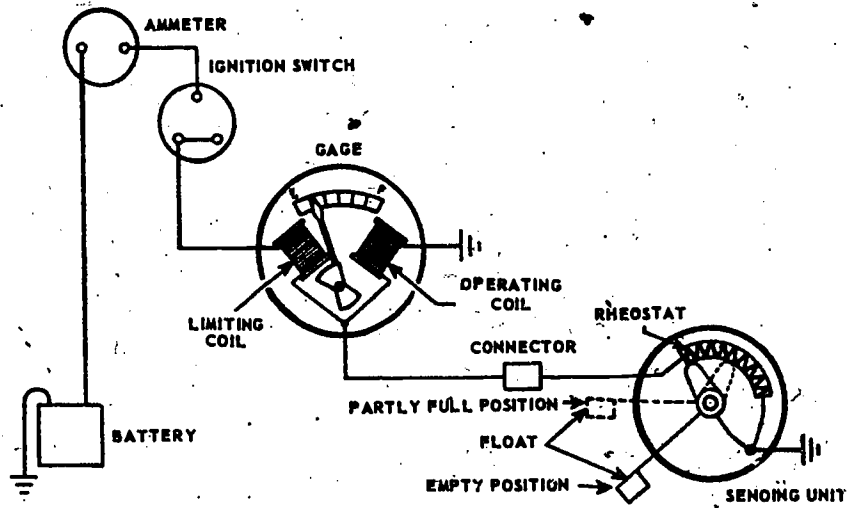 AMMETER
IGNITION SWITCH
GAGE
E
F
OPERATING
COIL
LIMITING
COIL
RHEOSTAT
CONNECTOR
PARTLY FULL POSITION
FLOAT
BATTERY
EMPTY POSITION
SENDING UNIT